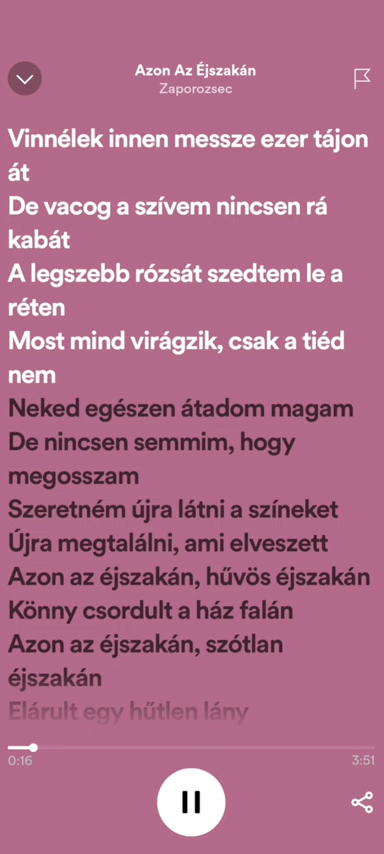 Azon Az Éjszakán
Zaporozsec
Vinnélek innen messze ezer tájon
át
De vacog a szívem nincsen rá
kabát
A legszebb rózsát szedtem le a
réten
Most mind virágzik, csak a tiéd
nem
Neked egészen átadom magam
De nincsen semmim, hogy
megosszam
Szeretném újra látni a színeket
Újra megtalálni, ami elveszett
Azon az éjszakán, hűvös éjszakán
Könny csordult a ház falán
Azon az éjszakán, szótlan
éjszakán
Elárult egy hűtlen lány
0:16 3:51